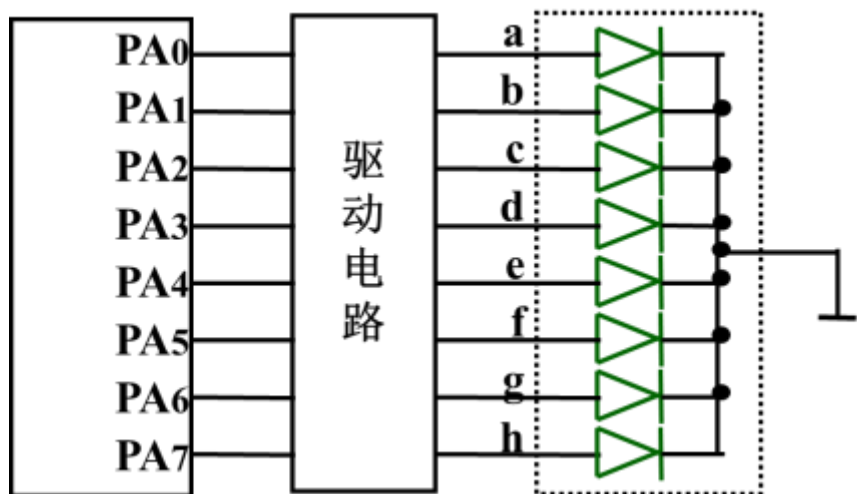 PA0 a
PA1 b
PA2 c
PA3 d
PA4 e
PA5 f
PA6 g
PA7 h
驱动电路